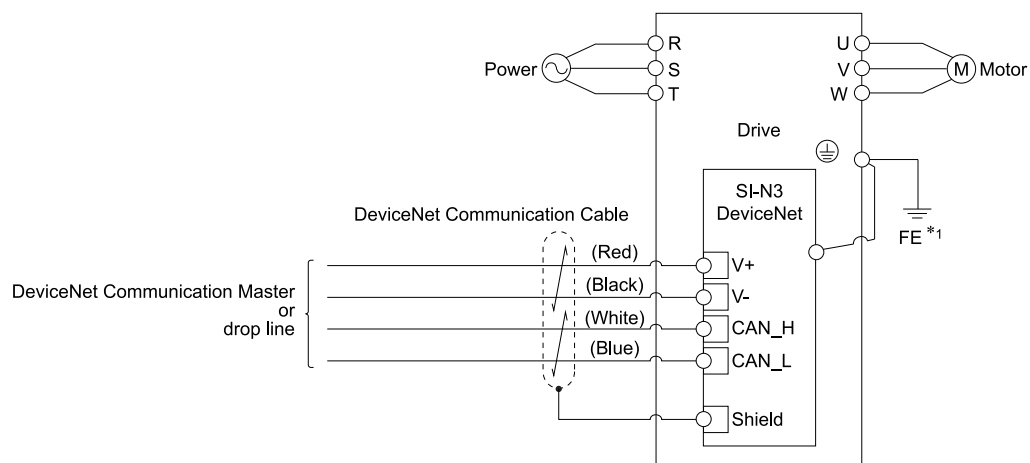 R
S
T
Power
U
V
W
M
Motor
Drive
SI-N3
DeviceNet
FE *1
DeviceNet Communication Cable
(Red)
(Black)
(White)
(Blue)
V+
V-
CAN_H
CAN_L
Shield
DeviceNet Communication Master
or
drop line